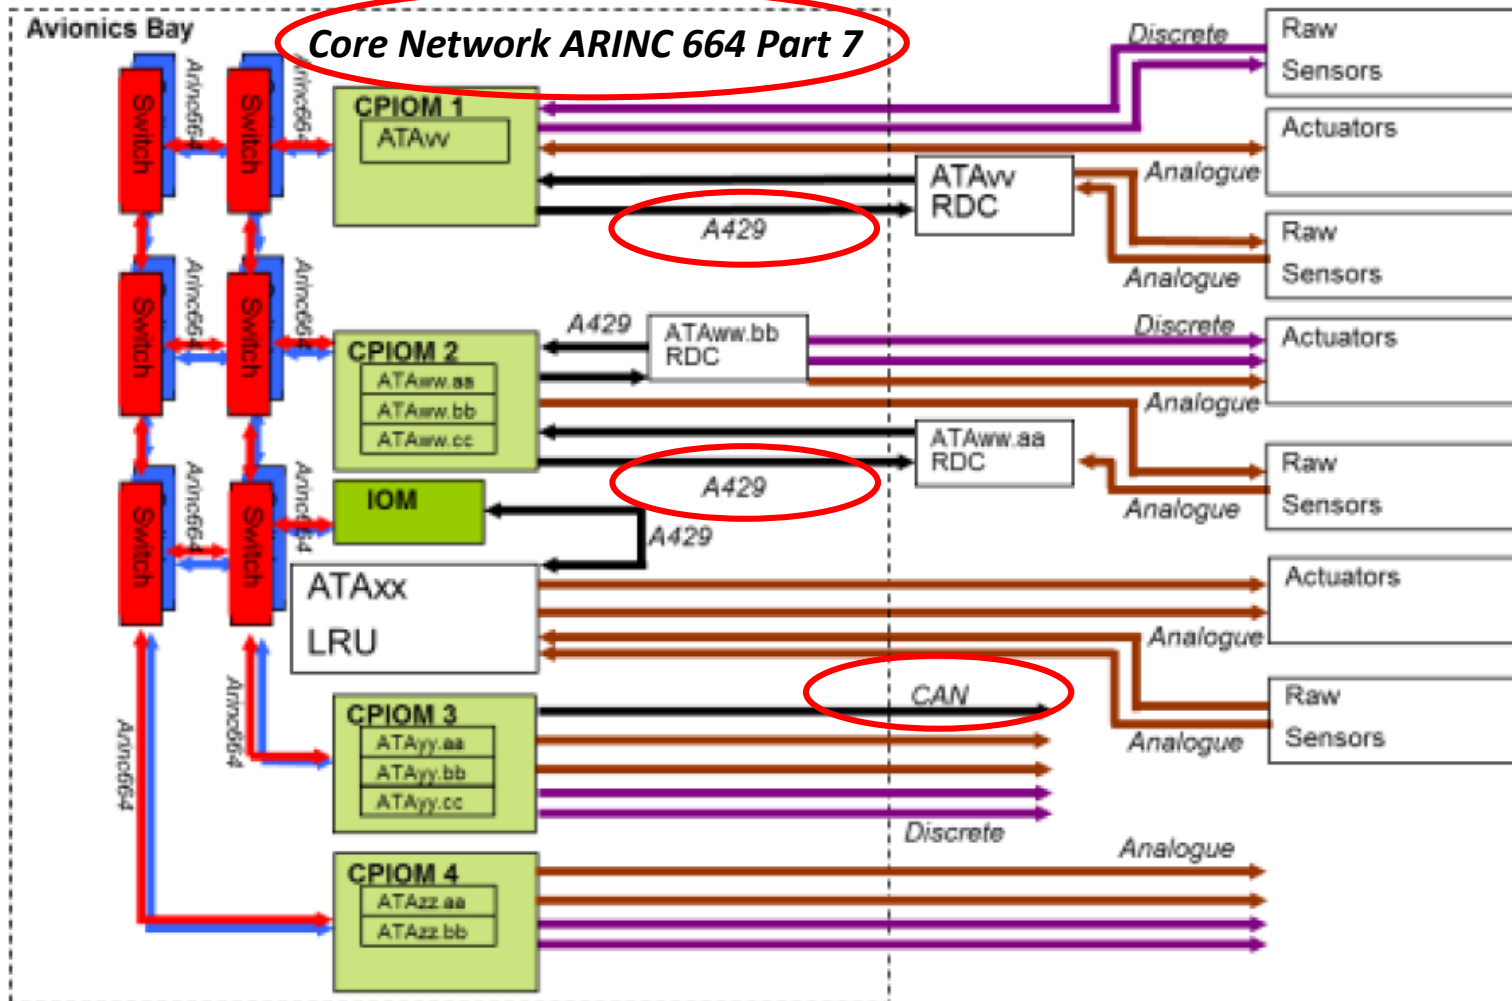 Avionics Bay
Core Network ARINC 664 Part 7
Switch
Arinc664
Switch
Arinc664
CPIOM 1
ATAvv
A429
ATAvv
RDC
Discrete
Analogue
Analogue
Raw
Sensors
Actuators
Raw
Sensors
Switch
Arinc664
Switch
Arinc664
CPIOM 2
ATAww.aa
ATAww.bb
ATAww.cc
A429
ATAww.bb
RDC
Discrete
Analogue
Actuators
A429
ATAww.aa
RDC
Analogue
Raw
Sensors
Switch
Arinc664
Switch
Arinc664
IOM
A429
ATAxx
LRU
Analogue
Analogue
Actuators
Raw
Sensors
Arinc664
Arinc664
CPIOM 3
ATAyy.aa
ATAyy.bb
ATAyy.cc
CAN
Discrete
CPIOM 4
ATAzz.aa
ATAzz.bb
Analogue